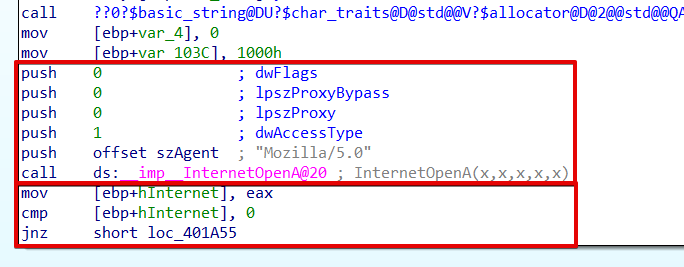 call ??0?$basic_string@DU?$char_traits@D@std@@V?$allocator@D@2@@std@@QA
mov [ebp+var_4], 0
mov [ebp+var_103C], 1000h
push 0 ; dwFlags
push 0 ; lpszProxyBypass
push 0 ; lpszProxy
push 1 ; dwAccessType
push offset szAgent ; "Mozilla/5.0"
call ds:__imp__InternetOpenA@20 ; InternetOpenA(x,x,x,x,x)
mov [ebp+hInternet], eax
cmp [ebp+hInternet], 0
jnz short loc_401A55